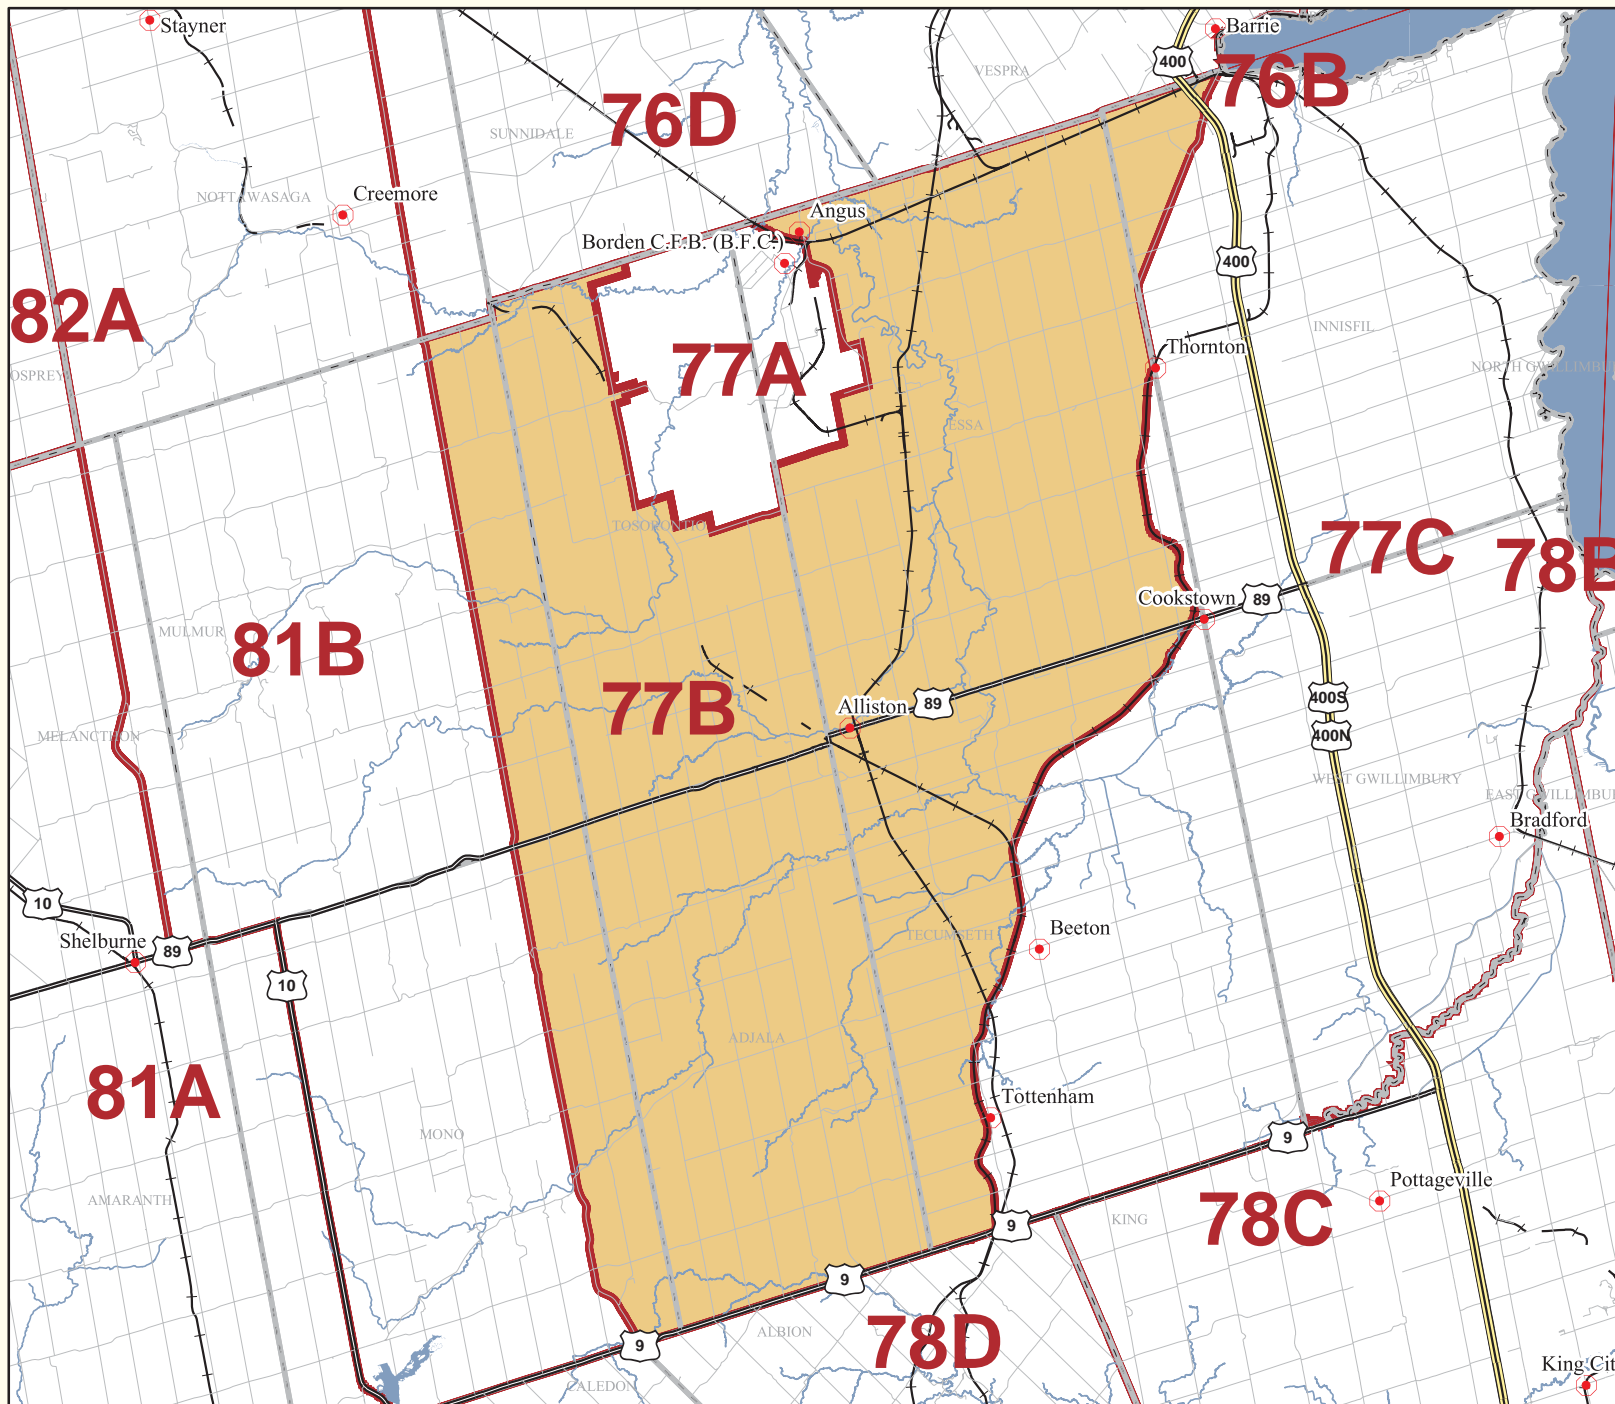 Stayner
Barrie
400
VESPRA
76B
76D
SUNNIDALE
NOTTAWASAGA
Creemore
Angus
Borden C.F.B. (B.F.C.)
400
82A
INNISFIL
Thornton
77A
OSPREY
ESSA
TOSORONTIO
77C
78B
Cookstown
89
MULMUR
81B
77B
Alliston
89
400S
400N
MELANCTHON
WEST GWILLIMBURY
Bradford
10
Shelburne
89
TECUMSETH
Beeton
10
ADJALA
81A
Tottenham
MONO
9
Pottageville
AMARANTH
78C
KING
9
9
78D
ALBION
9
CALEDON